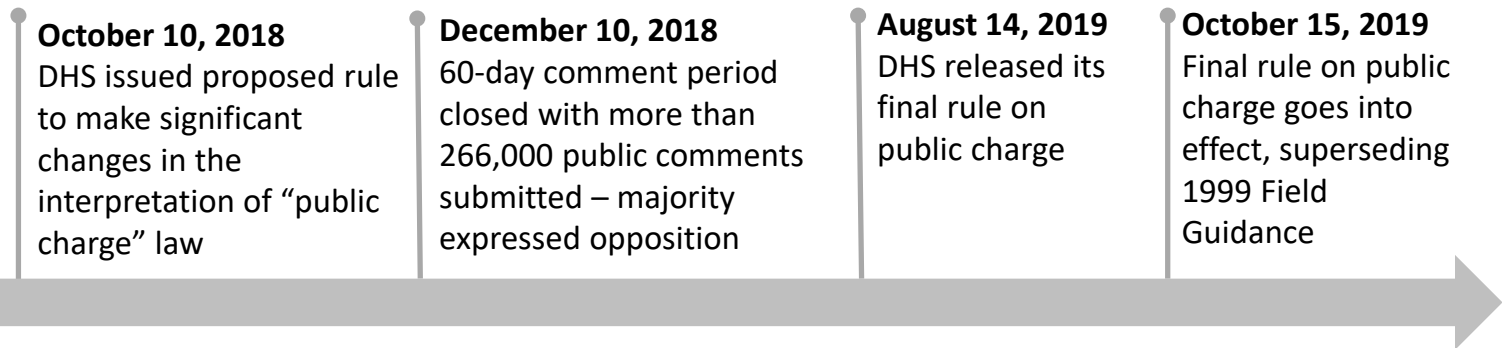 October 10, 2018
DHS issued proposed rule
to make significant
changes in the
interpretation of “public
charge” law
December 10, 2018
60-day comment period
closed with more than
266,000 public comments
submitted – majority
expressed opposition
August 14, 2019
DHS released its
final rule on
public charge
October 15, 2019
Final rule on public
charge goes into
effect, superseding
1999 Field
Guidance